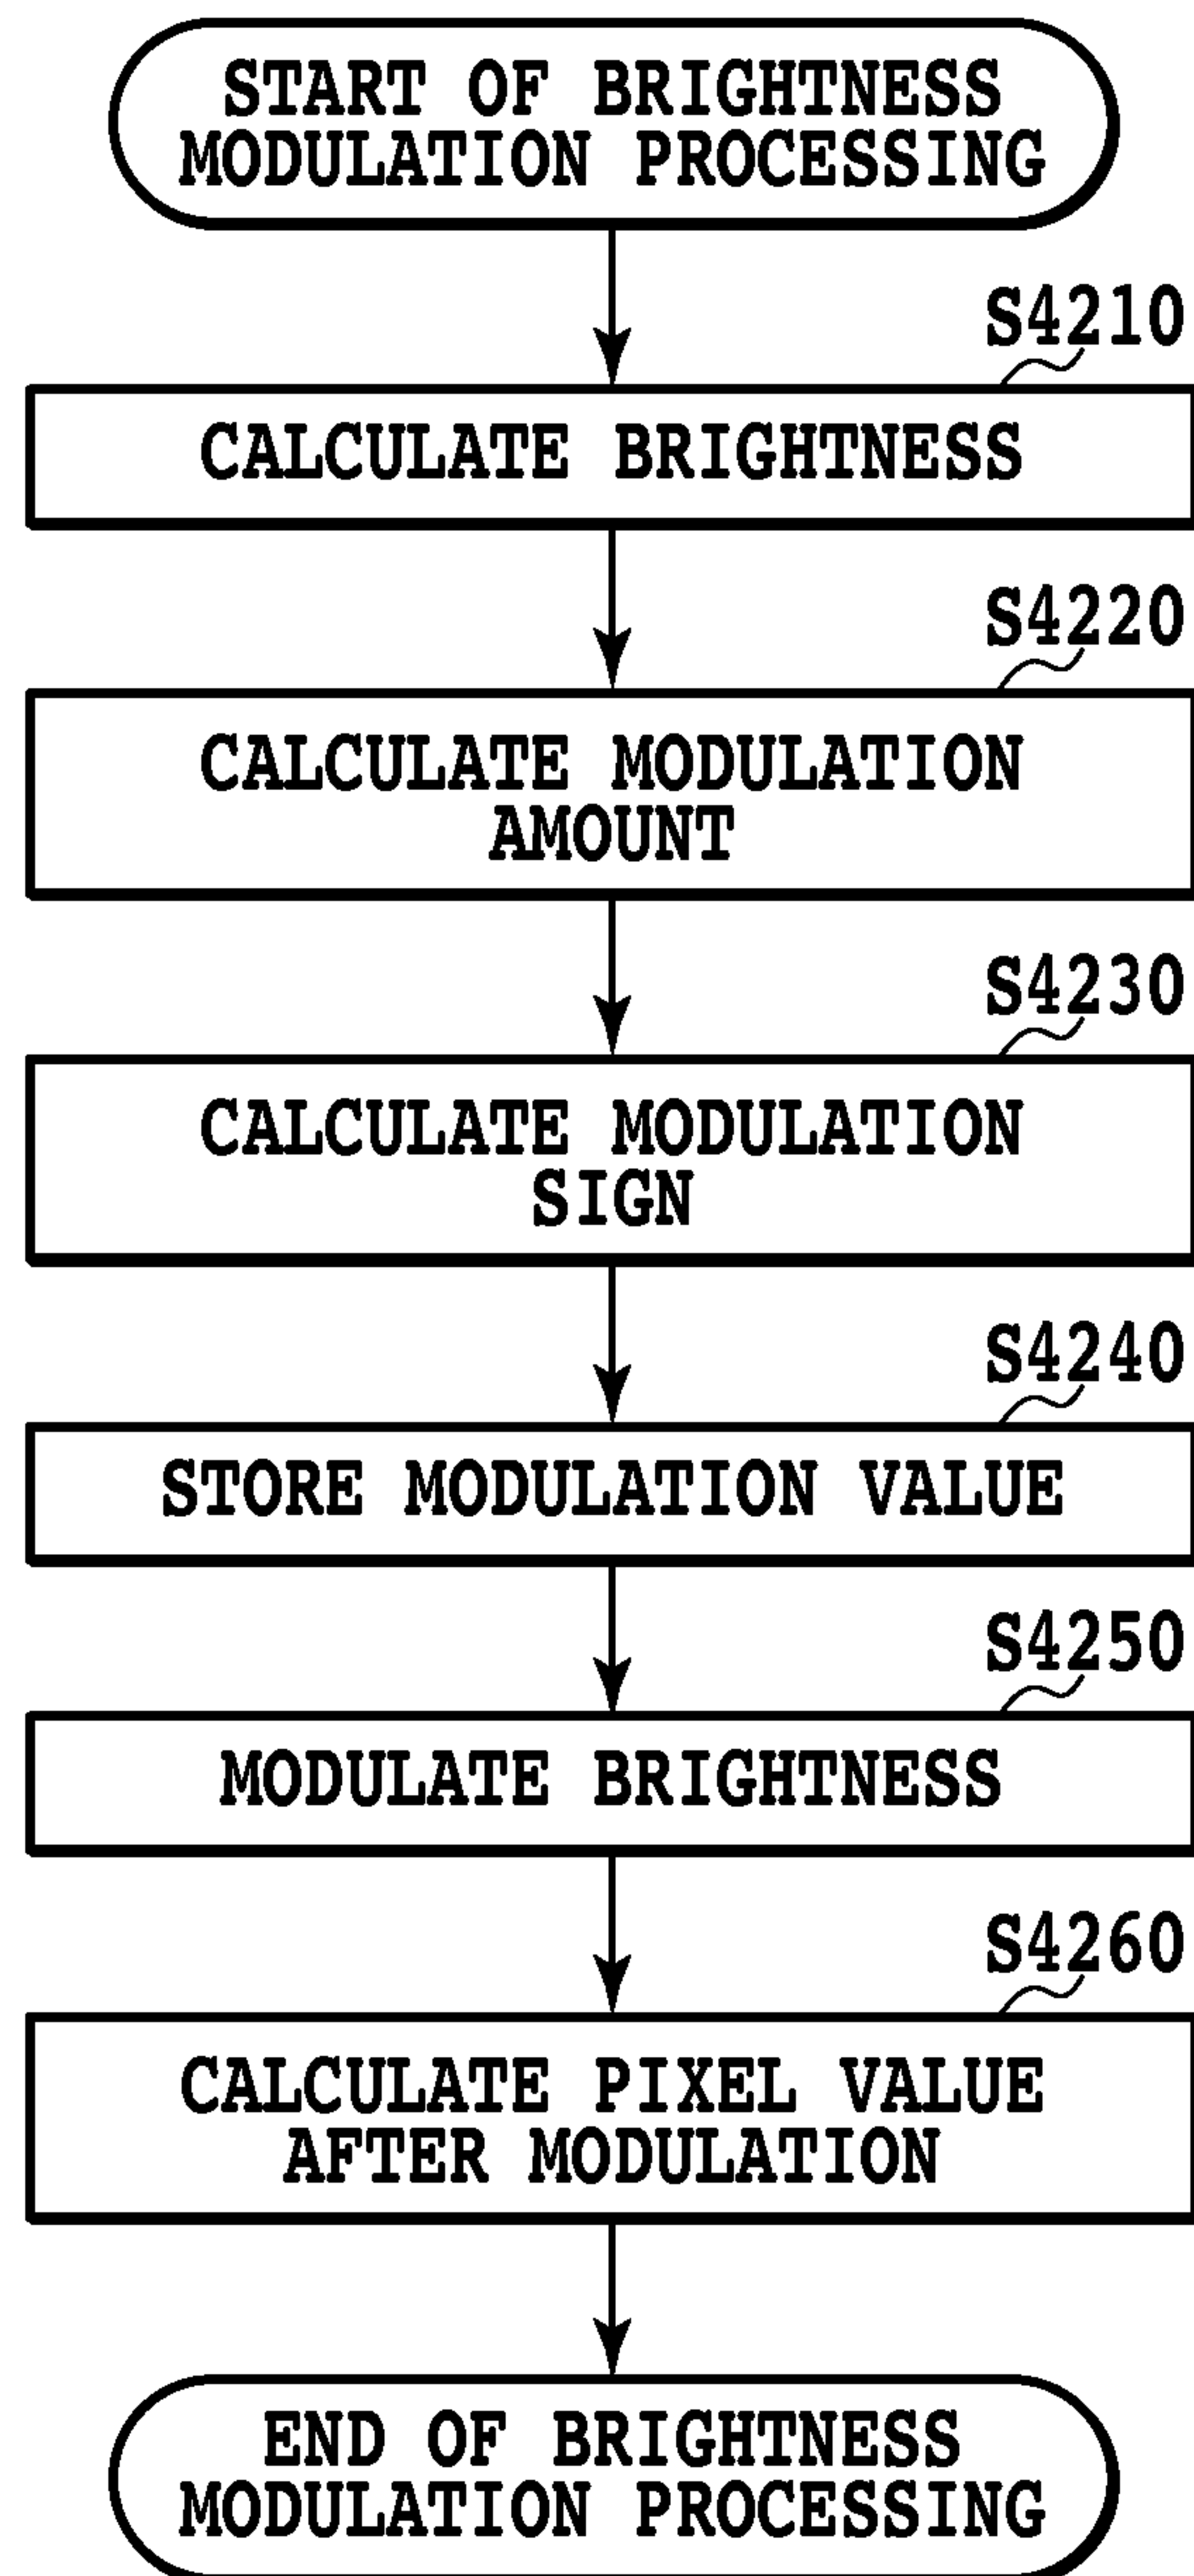 START OF BRIGHTNESS
MODULATION PROCESSING
S4210
CALCULATE BRIGHTNESS
S4220
CALCULATE MODULATION
AMOUNT
S4230
CALCULATE MODULATION
SIGN
S4240
STORE MODULATION VALUE
S4250
MODULATE BRIGHTNESS
S4260
CALCULATE PIXEL VALUE
AFTER MODULATION
END OF BRIGHTNESS
MODULATION PROCESSING